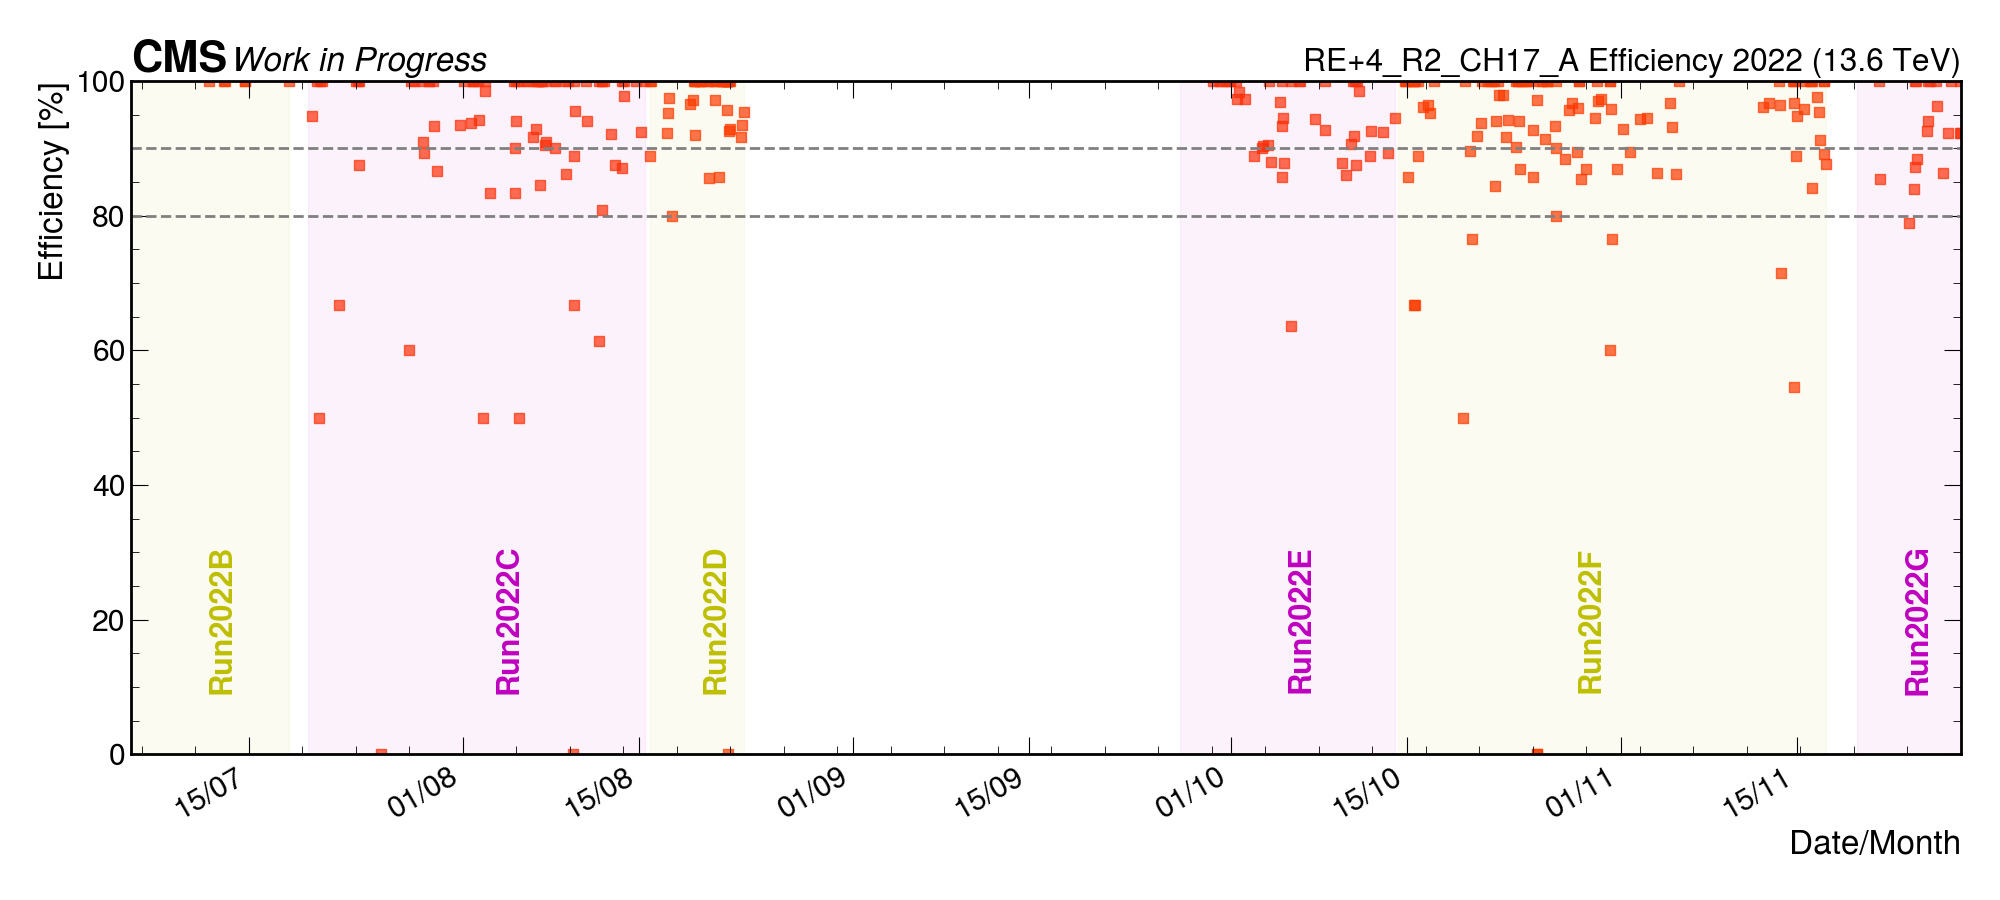 CMS Work in Progress
RE+4_R2_CH17_A Efficiency 2022 (13.6 TeV)
Efficiency [%]
100
80
60
40
20
0
Run2022B
Run2022C
Run2022D
Run2022E
Run2022F
Run2022G
15/07
01/08
15/08
01/09
15/09
01/10
15/10
01/11
15/11
Date/Month